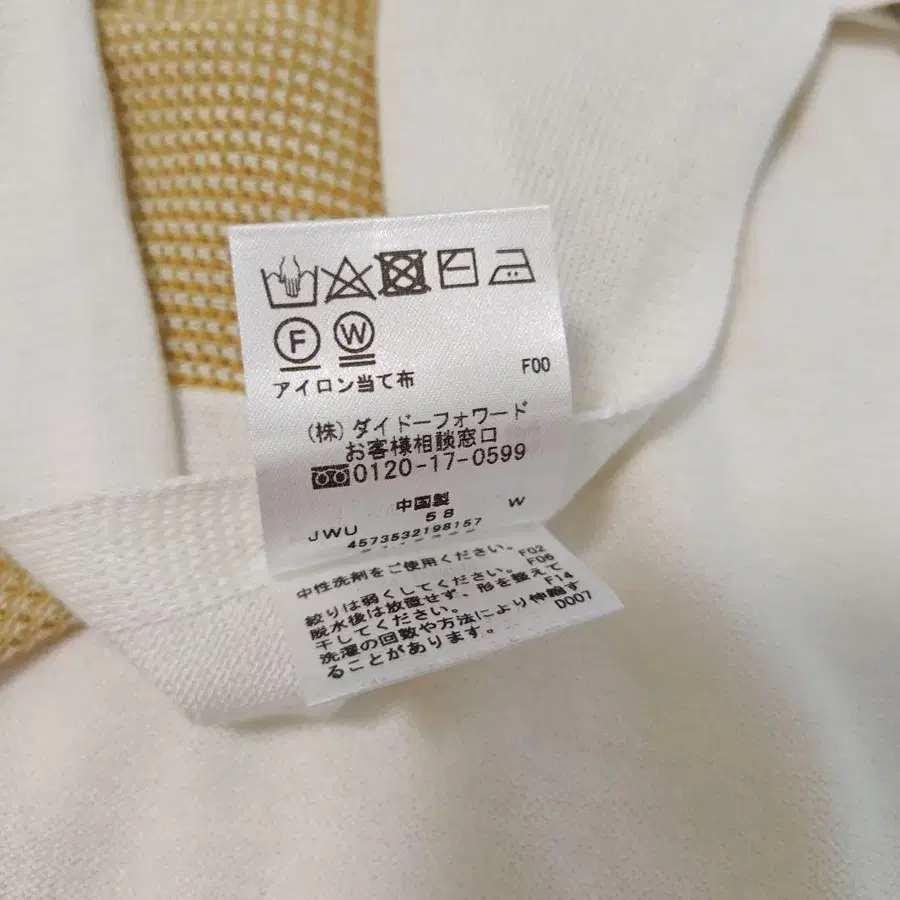 F W
アイロン当て布 F00
(株)ダイドーフォワード
お客様相談窓口
0120-17-0599
中国製
58
JWU W
4573532198157
中性洗剤をご使用ください。 F02
絞りは弱くしてください。 F06
脱水後は放置せず、形を整えて F14
干してください。
洗濯の回数や方法により伸縮す D007
ることがあります。